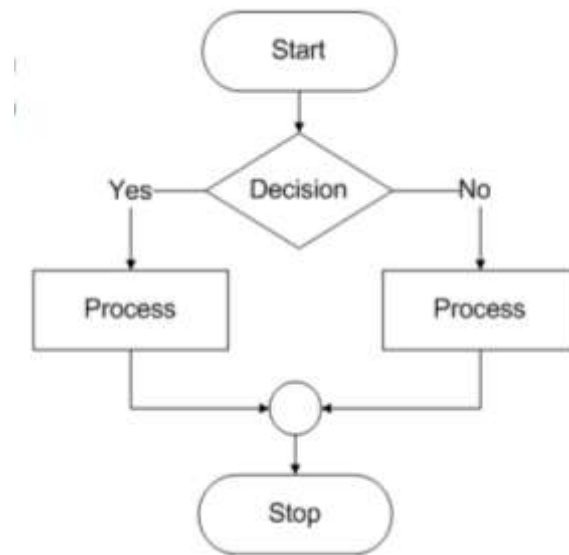 Start
Decision
Yes
No
Process
Process
Stop